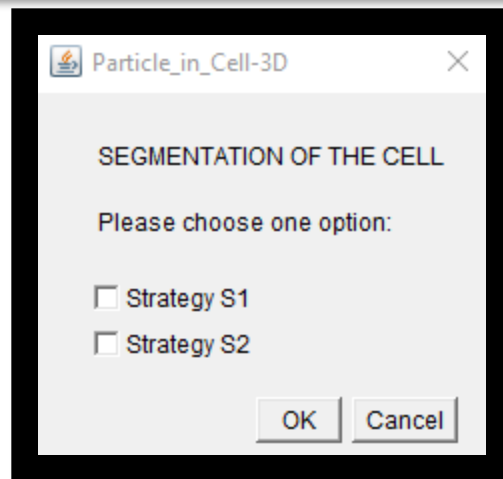 Particle_in_Cell-3D
SEGMENTATION OF THE CELL
Please choose one option:
Strategy S1
Strategy S2
OK Cancel